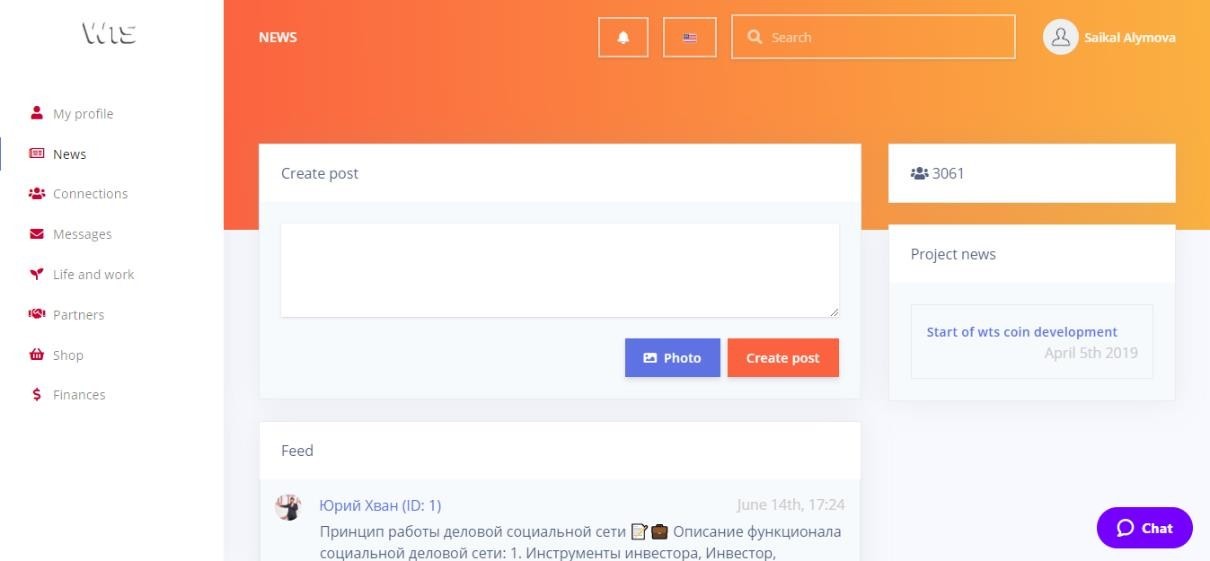 WTS
NEWS
Search
Saikal Alymova
My profile
News
Connections
Messages
Life and work
Partners
Shop
Finances
Create post
Photo
Create post
3061
Project news
Start of wts coin development
April 5th 2019
Feed
Юрий Хван (ID: 1)
June 14th, 17:24
Принцип работы деловой социальной сети 📝💼 Описание функционала
социальной деловой сети: 1. Инструменты инвестора, Инвестор,
Chat